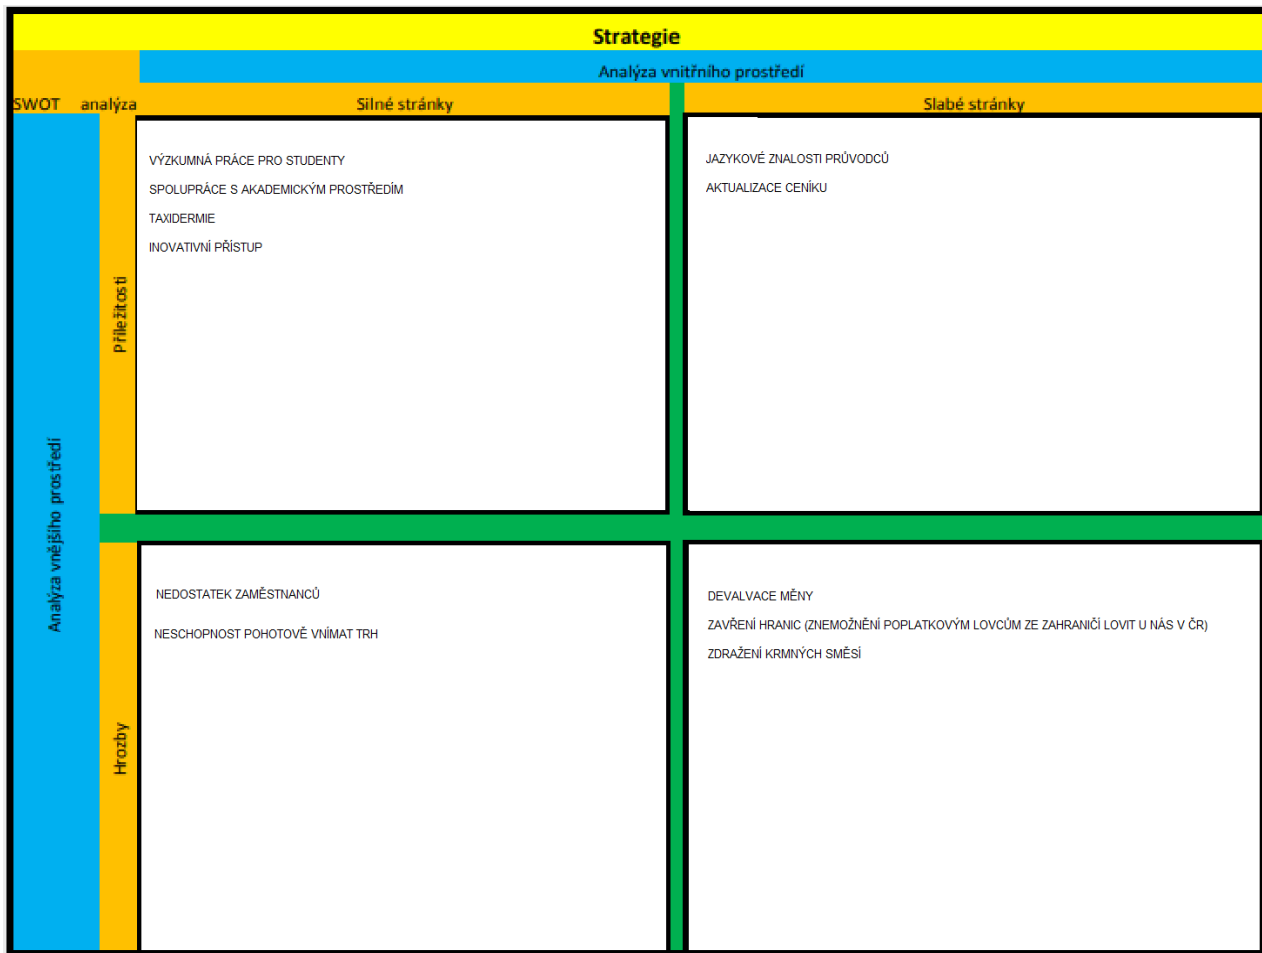 Strategie
Analýza vnitřního prostředí
SWOT analýza
Silné stránky
Slabé stránky
Analýza vnějšího prostředí
Příležitosti
VÝZKUMNÁ PRÁCE PRO STUDENTY
SPOLUPRÁCE S AKADEMICKÝM PROSTŘEDÍM
TAXIDERMIE
INOVATIVNÍ PŘÍSTUP
JAZYKOVÉ ZNALOSTI PRŮVODCŮ
AKTUALIZACE CENÍKU
Hrozby
NEDOSTATEK ZAMĚSTNANCŮ
NESCHOPNOST POHOTOVĚ VNÍMAT TRH
DEVALVACE MĚNY
ZAVŘENÍ HRANIC (ZNEMOŽNĚNÍ POPLATKOVÝM LOVCŮM ZE ZAHRANIČÍ LOVIT U NÁS V ČR)
ZDRAŽENÍ KRMNÝCH SMĚSÍ